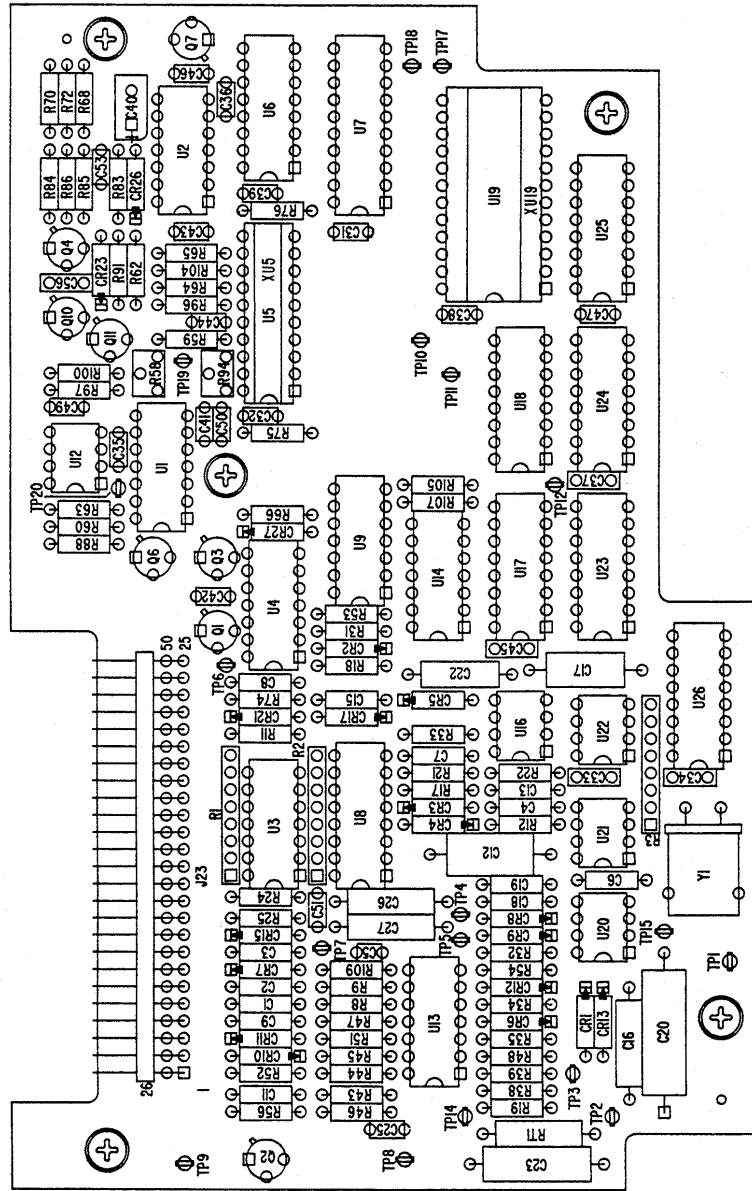 Q7
TP18
TP17
C46
C36
U6
U7
R70
R72
R68
C40
U2
C53
R84
R86
R85
R83
CR26
C39
R76
U19
XU19
U25
Q4
C43
C31
C56
CR23
R91
R62
R65
R104
R64
R96
XU5
U5
Q10
Q11
C44
R59
C38
C47
TP10
TP11
R58
TP19
R94
R100
R97
C49
C41
C50
C32
R75
U18
U24
U12
C35
U1
TP20
R63
R60
R88
C37
TP12
R105
R107
R66
CR27
U9
Q6
Q3
U4
U14
U17
U23
C42
Q1
R53
R31
CR2
R18
50
25
TP6
C45
C22
C17
U26
C8
R74
CR21
R11
C15
CR17
CR5
R33
U16
U22
R1
R2
C7
R21
R17
CR3
CR4
R22
C13
C4
R12
C33
C34
U3
U8
U21
R3
C12
Y1
J23
R24
C51
C26
C27
TP4
TP5
C19
C18
CR8
CR9
R32
R54
CR12
R34
CR6
R35
R48
R39
R38
R19
C6
U20
TP15
TP1
R25
CR15
C3
CR7
C2
C1
C9
CR11
CR10
R52
C11
R56
TP7
C5
R109
R9
R8
R47
R51
R45
R44
R43
R46
U13
CR1
CR13
C16
C20
26
C25
TP14
TP3
TP2
RT1
C23
TP9
Q2
TP8